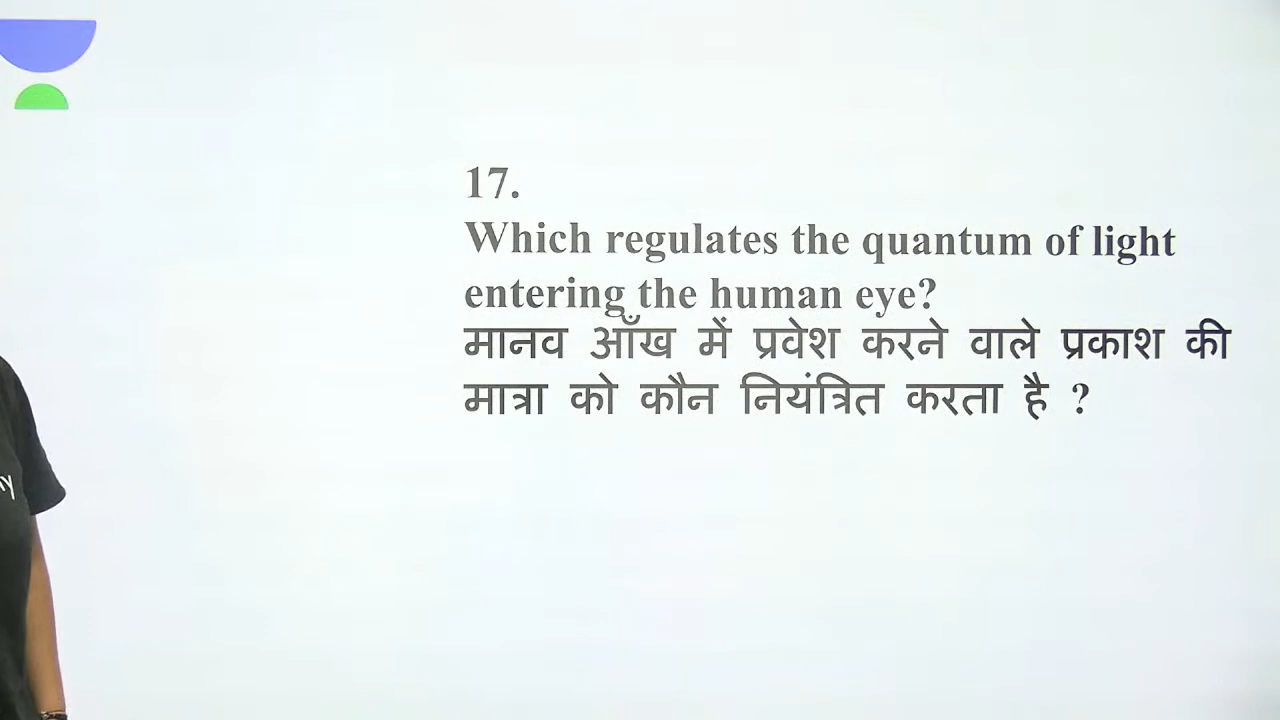 17.
Which regulates the quantum of light
entering the human eye?
मानव आँख में प्रवेश करने वाले प्रकाश की
मात्रा को कौन नियंत्रित करता है ?